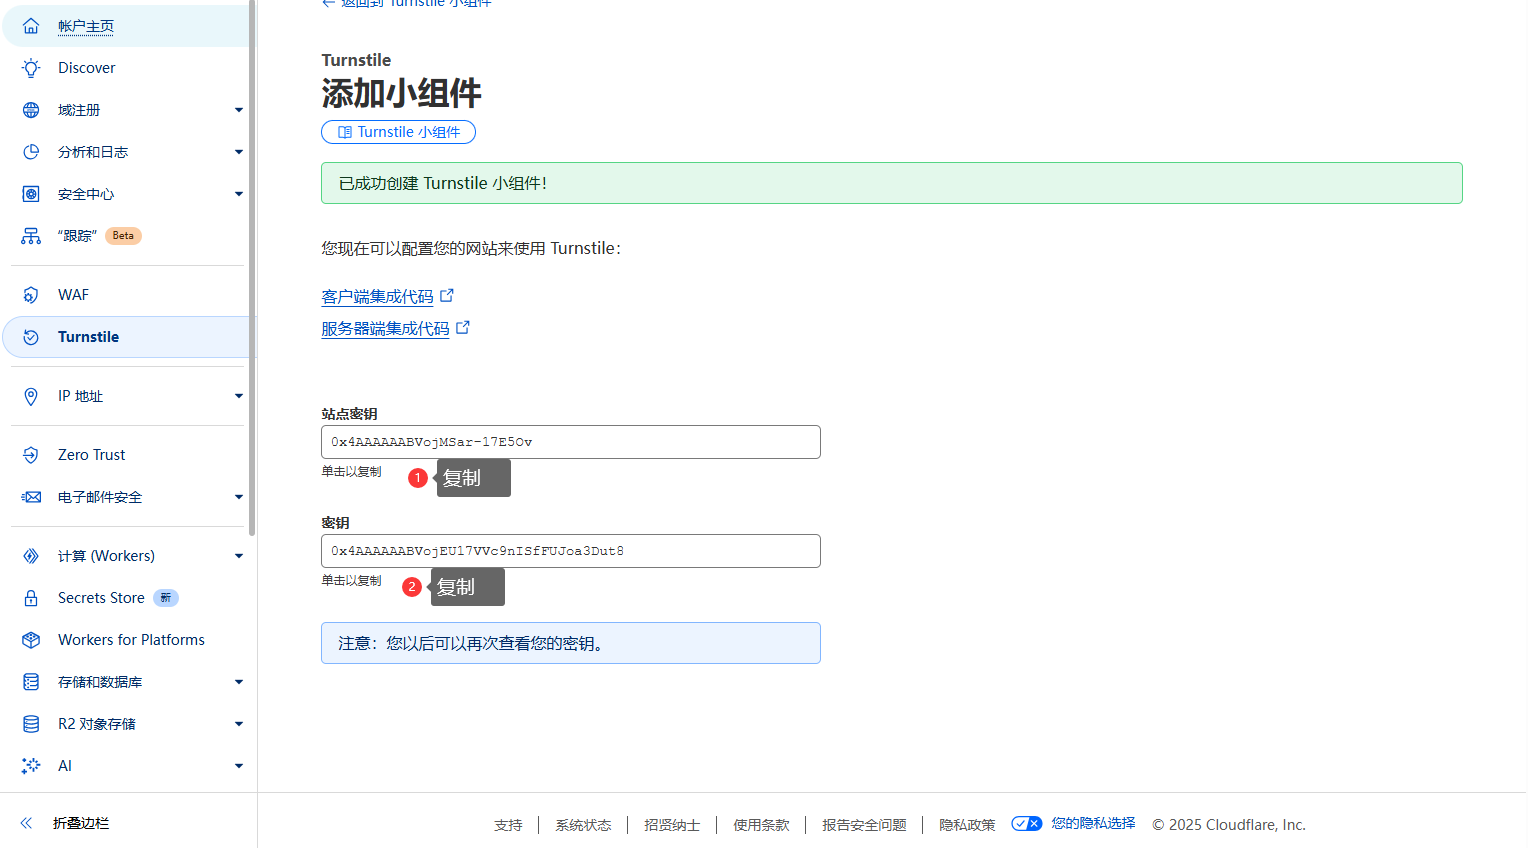 帐户主页
Discover
域注册
分析和日志
安全中心
“跟踪” Beta
WAF
Turnstile
IP 地址
Zero Trust
电子邮件安全
计算 (Workers)
Secrets Store 新
Workers for Platforms
存储和数据库
R2 对象存储
AI
折叠边栏
返回到 Turnstile 小组件
Turnstile
添加小组件
Turnstile 小组件
已成功创建 Turnstile 小组件！
您现在可以配置您的网站来使用 Turnstile：
客户端集成代码
服务器端集成代码
站点密钥
0x4AAAAAABVojMSar-17E5Ov
单击以复制
1 复制
密钥
0x4AAAAAABVojEU17VVc9nISfFUJoa3Dut8
单击以复制
2 复制
注意：您以后可以再次查看您的密钥。
支持 系统状态 招贤纳士 使用条款 报告安全问题 隐私政策 您的隐私选择 © 2025 Cloudflare, Inc.